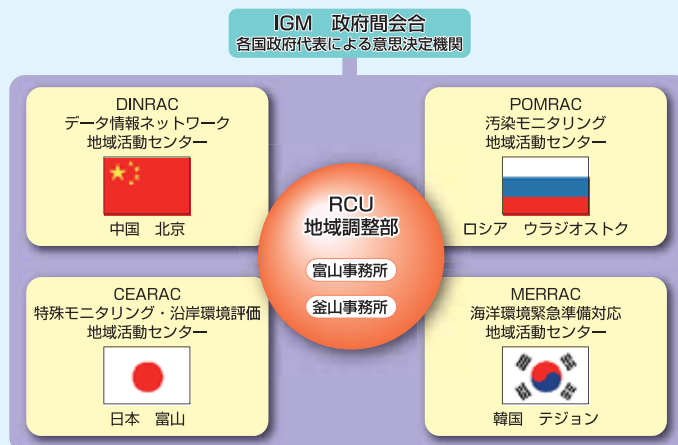 IGM　政府間会合
各国政府代表による意思決定機関
DINRAC
データ情報ネットワーク
地域活動センター
中国　北京
POMRAC
汚染モニタリング
地域活動センター
ロシア　ウラジオストク
RCU
地域調整部
富山事務所
釜山事務所
CEARAC
特殊モニタリング・沿岸環境評価
地域活動センター
日本　富山
MERRAC
海洋環境緊急準備対応
地域活動センター
韓国　テジョン